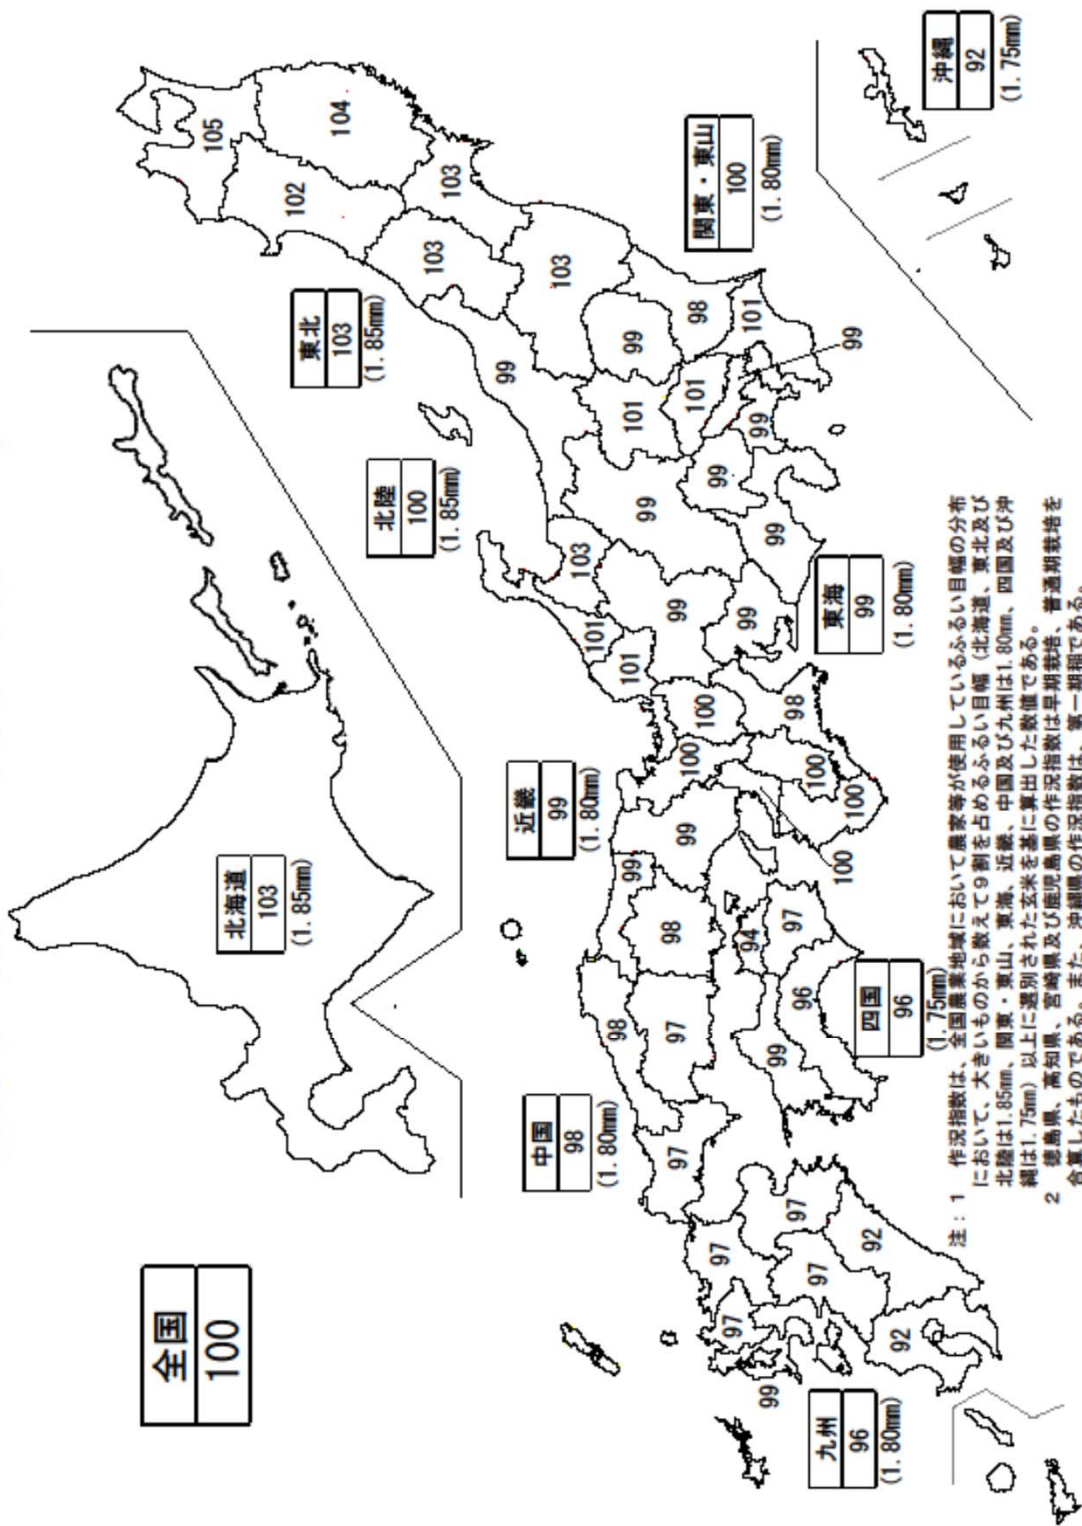 全国
100
北海道
103
(1.85mm)
東北
103
(1.85mm)
北陸
100
(1.85mm)
関東・東山
100
(1.80mm)
東海
99
(1.80mm)
近畿
99
(1.80mm)
中国
98
(1.80mm)
四国
96
(1.75mm)
九州
96
(1.80mm)
沖縄
92
(1.75mm)
105
104
102
103
103
103
99
98
99
101
101
101
99
99
99
99
103
101
101
99
99
99
98
100
100
100
100
100
99
99
98
98
97
97
94
97
96
99
97
97
99
97
97
92
92
注：1　作況指数は、全国農業地域において農家等が使用しているふるい目幅の分布
において、大きいものから数えて9割を占めるふるい目幅（北海道、東北及び
北陸は1.85mm、関東・東山、東海、近畿、中国及び九州は1.80mm、四国及び沖
縄は1.75mm）以上に選別された玄米を基に算出した数値である。
2　徳島県、高知県、宮崎県及び鹿児島県の作況指数は早期栽培、普通期栽培を
合算したものである。また、沖縄県の作況指数は、第一期稲である。